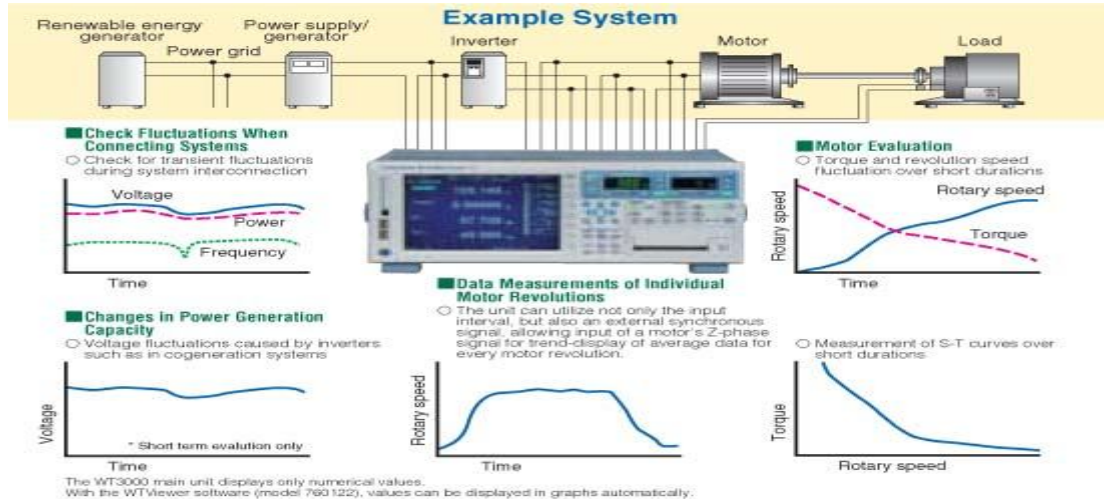 Example System
Renewable energy
generator
Power grid
Power supply/
generator
Inverter
Motor
Load
Check Fluctuations When
Connecting Systems
Check for transient fluctuations
during system interconnection
Voltage
Power
Frequency
Time
Changes in Power Generation
Capacity
Voltage fluctuations caused by inverters
such as in cogeneration systems
Voltage
* Short term evalution only
Time
Data Measurements of Individual
Motor Revolutions
The unit can utilize not only the input
interval, but also an external synchronous
signal, allowing input of a motor's Z-phase
signal for trend-display of average data for
every motor revolution.
Rotary speed
Time
Motor Evaluation
Torque and revolution speed
fluctuation over short durations
Rotary speed
Rotary speed
Torque
Time
Measurement of S-T curves over
short durations
Torque
Rotary speed
The WT3000 main unit displays only numerical values.
With the WTViewer software (model 760122), values can be displayed in graphs automatically.